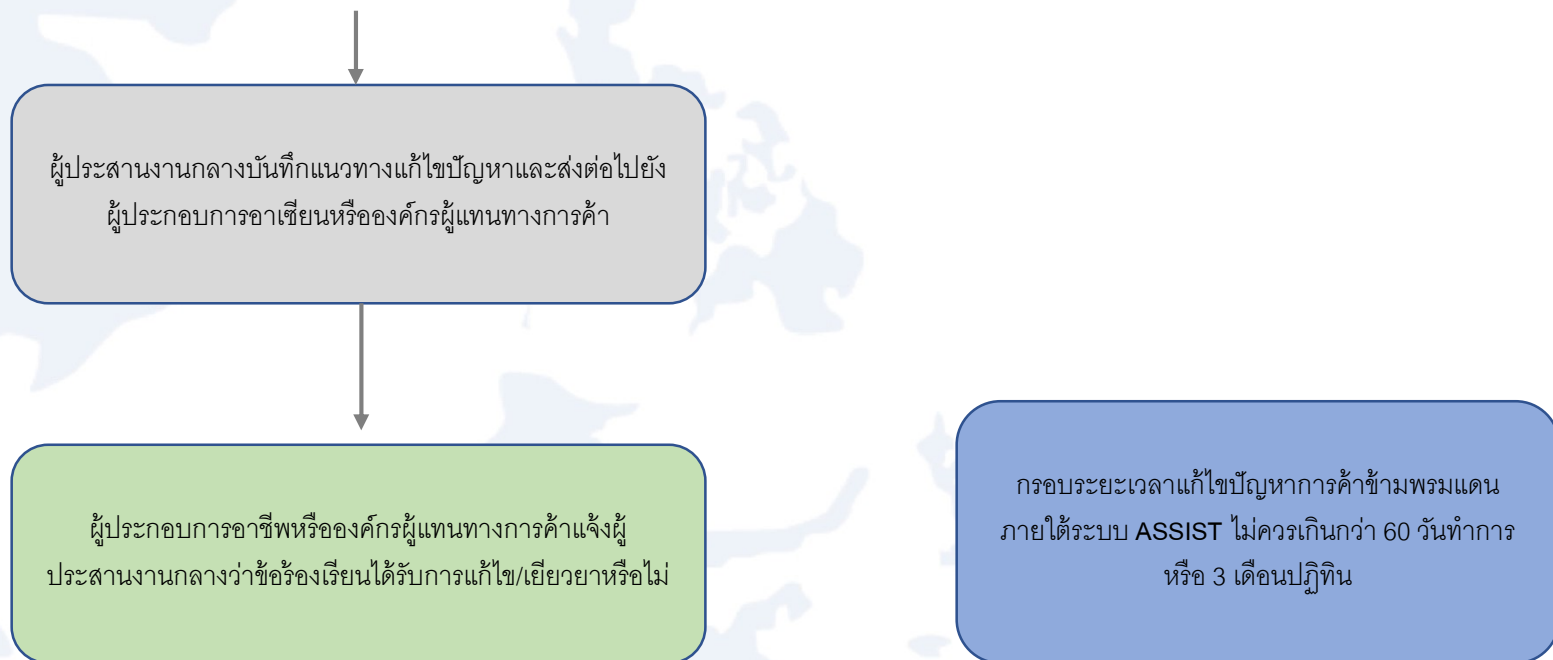 ผู้ประสานงานกลางบันทึกแนวทางแก้ไขปัญหาและส่งต่อไปยัง
ผู้ประกอบการอาเซียนหรือองค์กรผู้แทนทางการค้า
ผู้ประกอบการอาชีพหรือองค์กรผู้แทนทางการค้าแจ้งผู้
ประสานงานกลางว่าข้อร้องเรียนได้รับการแก้ไข/เยียวยาหรือไม่
กรอบระยะเวลาแก้ไขปัญหาการค้าข้ามพรมแดน
ภายใต้ระบบ ASSIST ไม่ควรเกินกว่า 60 วันทำการ
หรือ 3 เดือนปฏิทิน